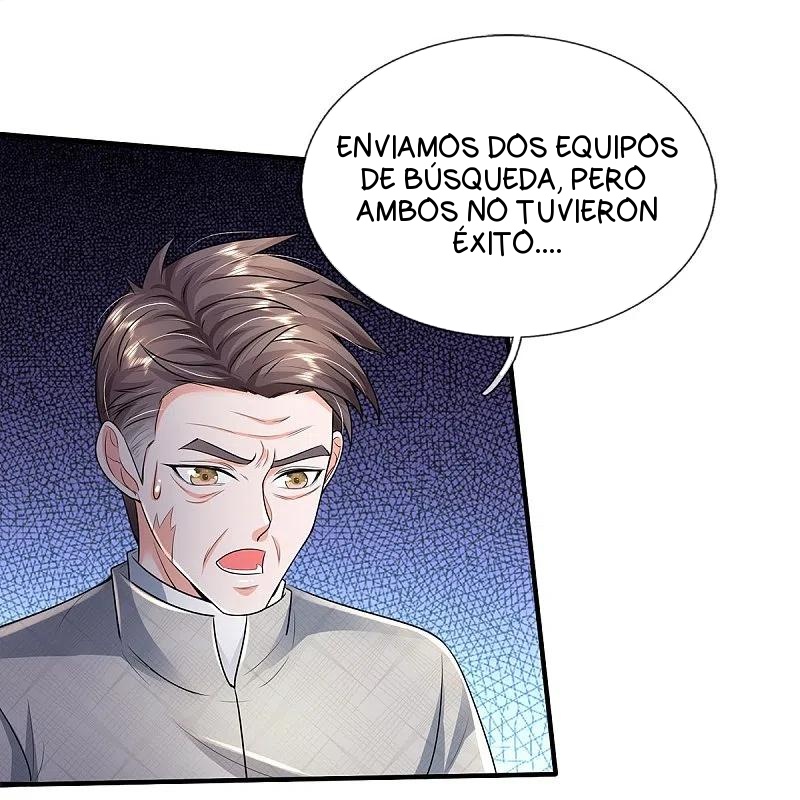 ENVIAMOS DOS EQUIPOS
DE BÚSQUEDA, PERO
AMBOS NO TUVIERON
ÉXITO....